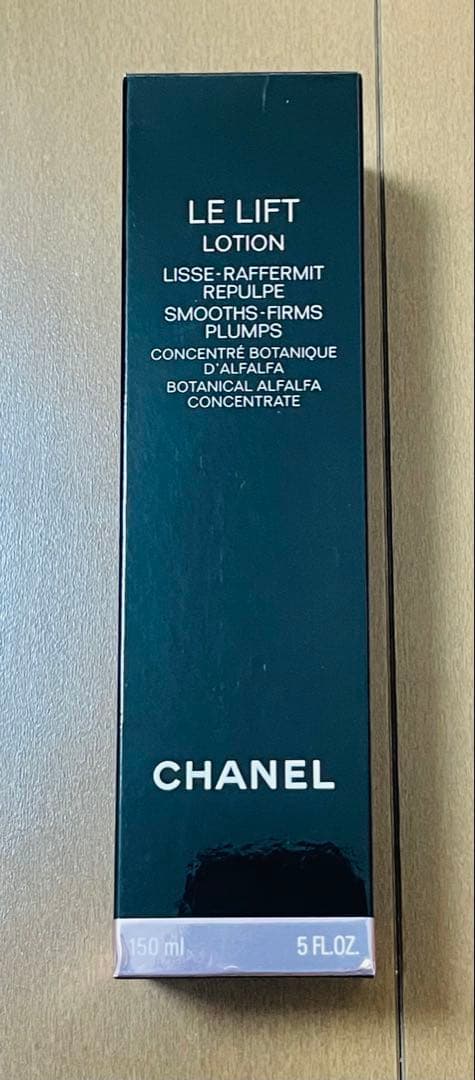 LE LIFT
LOTION
LISSE-RAFFERMIT
REPULPE
SMOOTHS-FIRMS
PLUMPS
CONCENTRÉ BOTANIQUE
D'ALFALFA
BOTANICAL ALFALFA
CONCENTRATE
CHANEL
150 ml 5 FL.OZ.